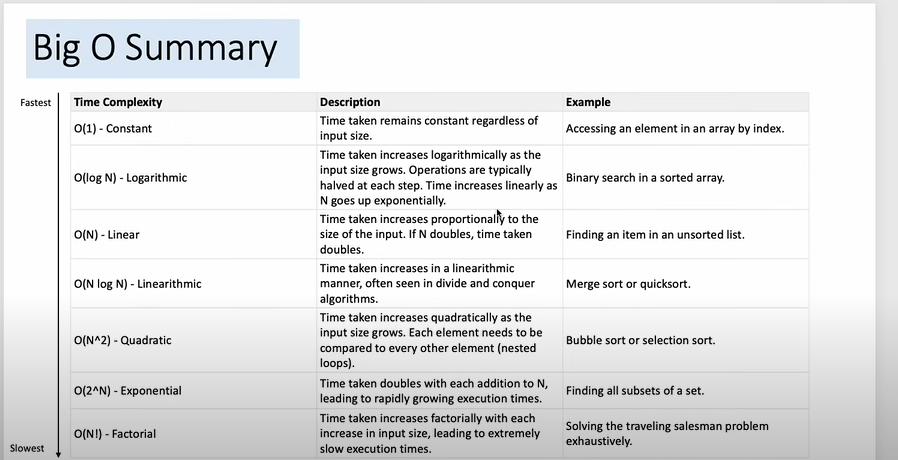 Big O Summary
Fastest
Time Complexity
Description
Example
O(1) - Constant
Time taken remains constant regardless of
input size.
Accessing an element in an array by index.
O(log N) - Logarithmic
Time taken increases logarithmically as the
input size grows. Operations are typically
halved at each step. Time increases linearly as
N goes up exponentially.
Binary search in a sorted array.
O(N) - Linear
Time taken increases proportionally to the
size of the input. If N doubles, time taken
doubles.
Finding an item in an unsorted list.
O(N log N) - Linearithmic
Time taken increases in a linearithmic
manner, often seen in divide and conquer
algorithms.
Merge sort or quicksort.
O(N^2) - Quadratic
Time taken increases quadratically as the
input size grows. Each element needs to be
compared to every other element (nested
loops).
Bubble sort or selection sort.
O(2^N) - Exponential
Time taken doubles with each addition to N,
leading to rapidly growing execution times.
Finding all subsets of a set.
O(N!) - Factorial
Time taken increases factorially with each
increase in input size, leading to extremely
slow execution times.
Solving the traveling salesman problem
exhaustively.
Slowest